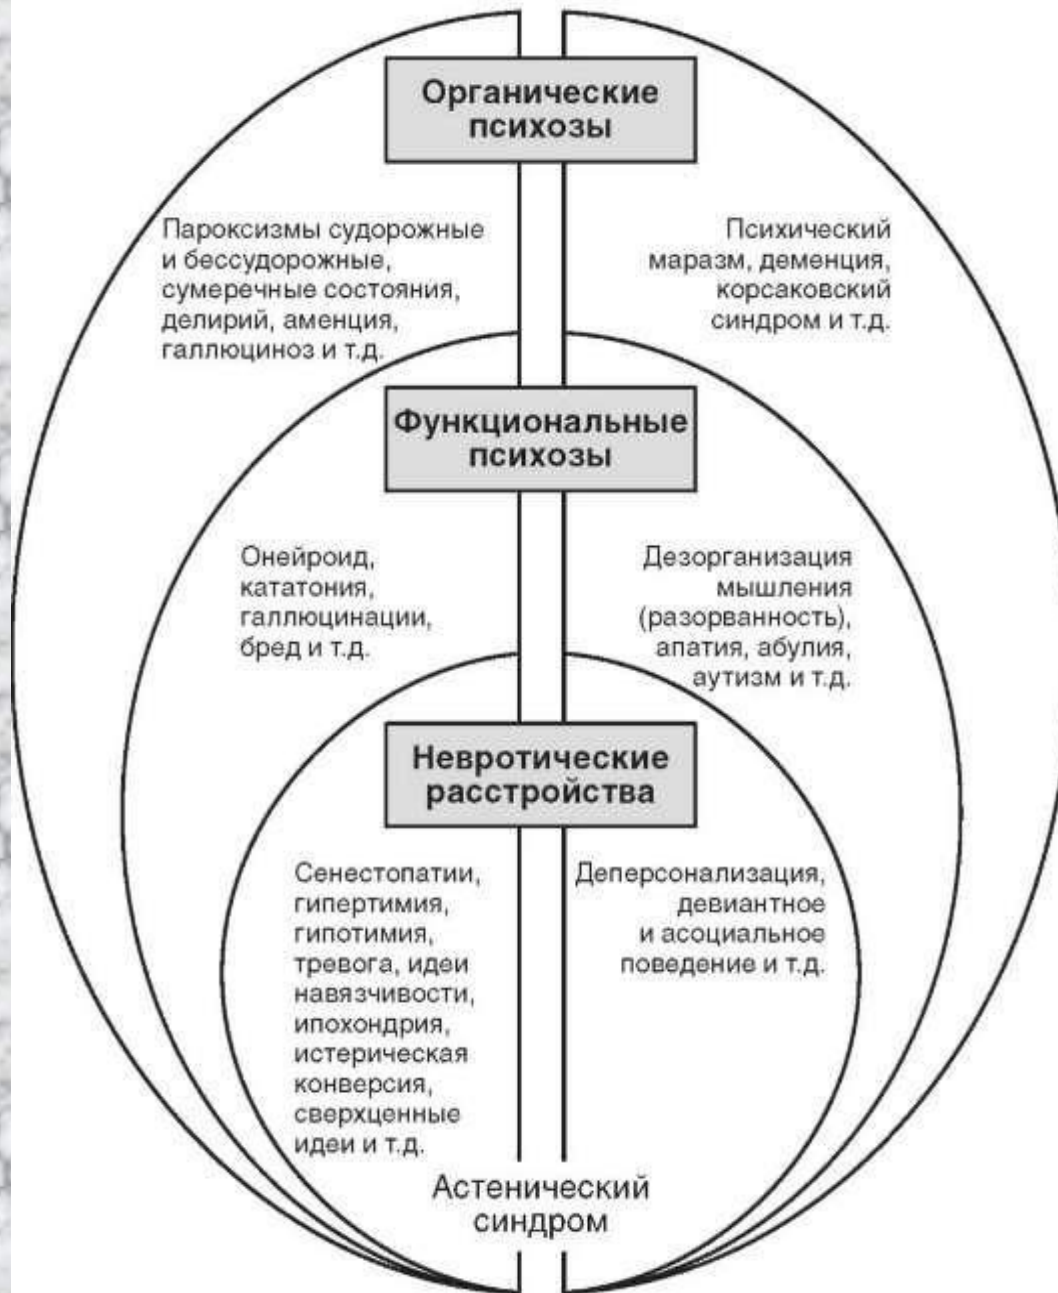 Органические
психозы
Пароксизмы судорожные
и бессудорожные,
сумеречные состояния,
делирий, аменция,
галлюциноз и т.д.
Психический
маразм, деменция,
корсаковский
синдром и т.д.
Функциональные
психозы
Онейроид,
кататония,
галлюцинации,
бред и т.д.
Дезорганизация
мышления
(разорванность),
апатия, абулия,
аутизм и т.д.
Невротические
расстройства
Сенестопатии,
гипертимия,
гипотимия,
тревога, идеи
навязчивости,
ипохондрия,
истерическая
конверсия,
сверхценные
идеи и т.д.
Деперсонализация,
девиантное
и асоциальное
поведение и т.д.
Астенический
синдром